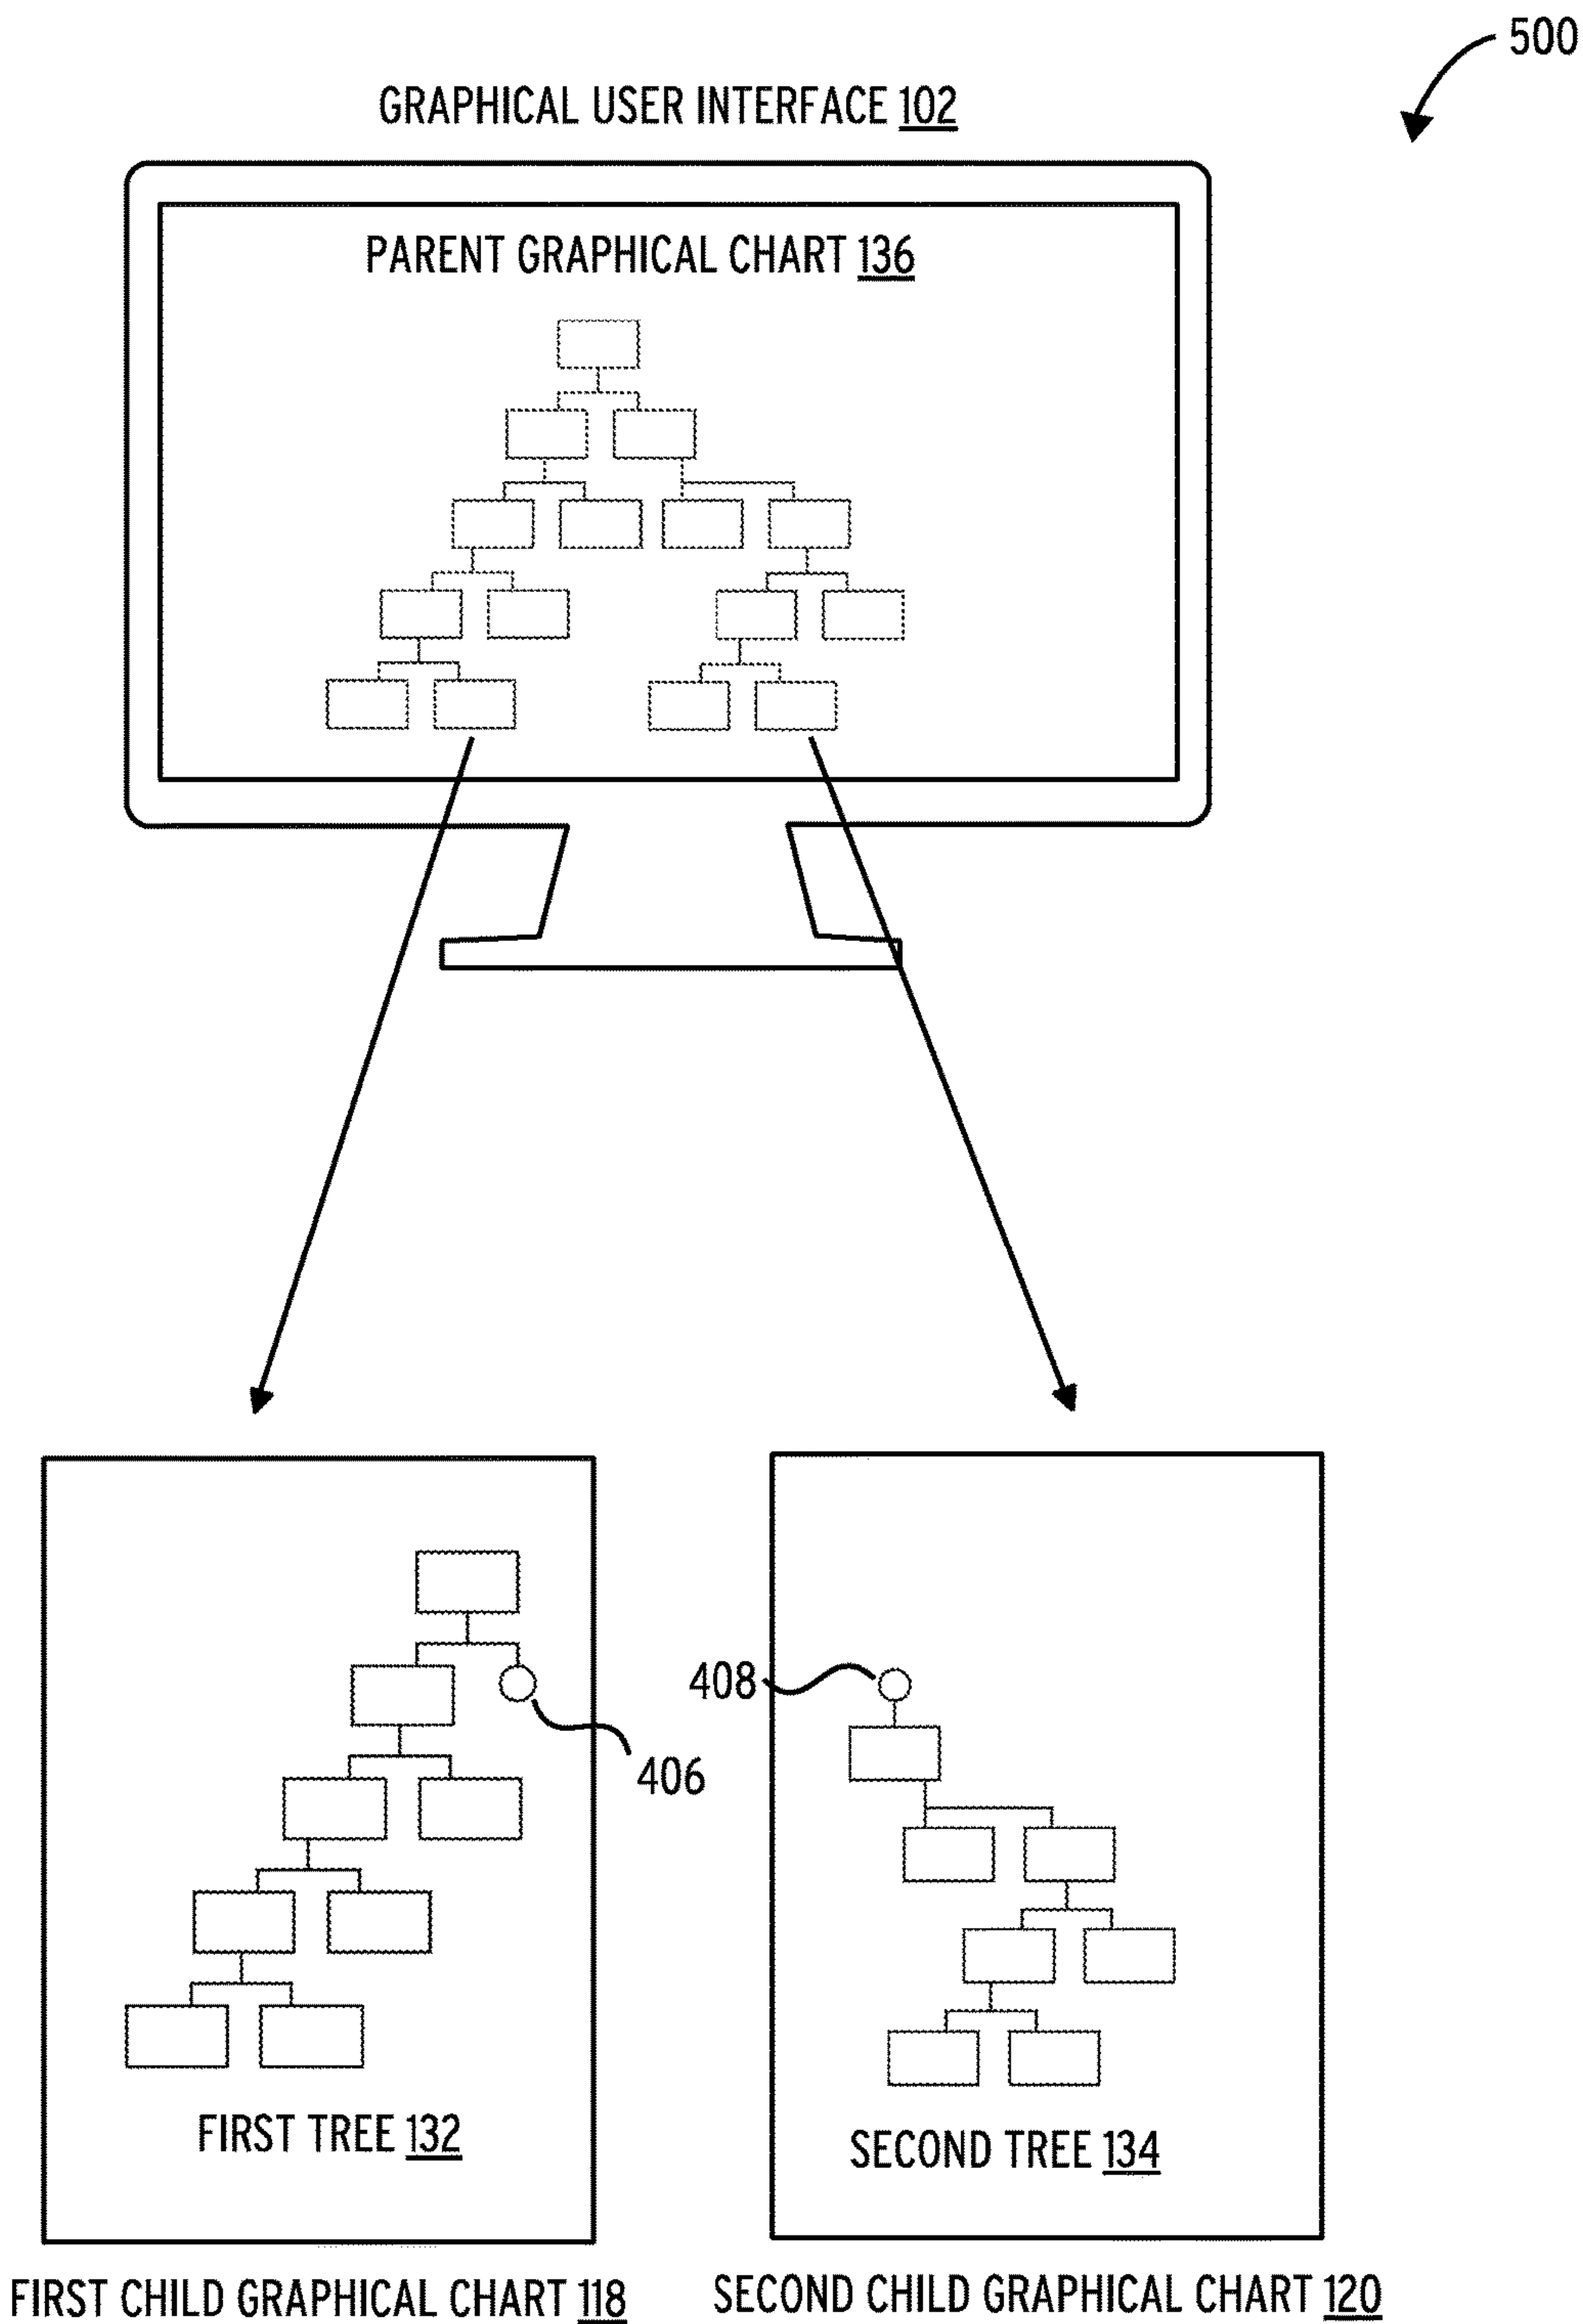 500
GRAPHICAL USER INTERFACE 102
PARENT GRAPHICAL CHART 136
408
406
FIRST TREE 132
SECOND TREE 134
FIRST CHILD GRAPHICAL CHART 118
SECOND CHILD GRAPHICAL CHART 120